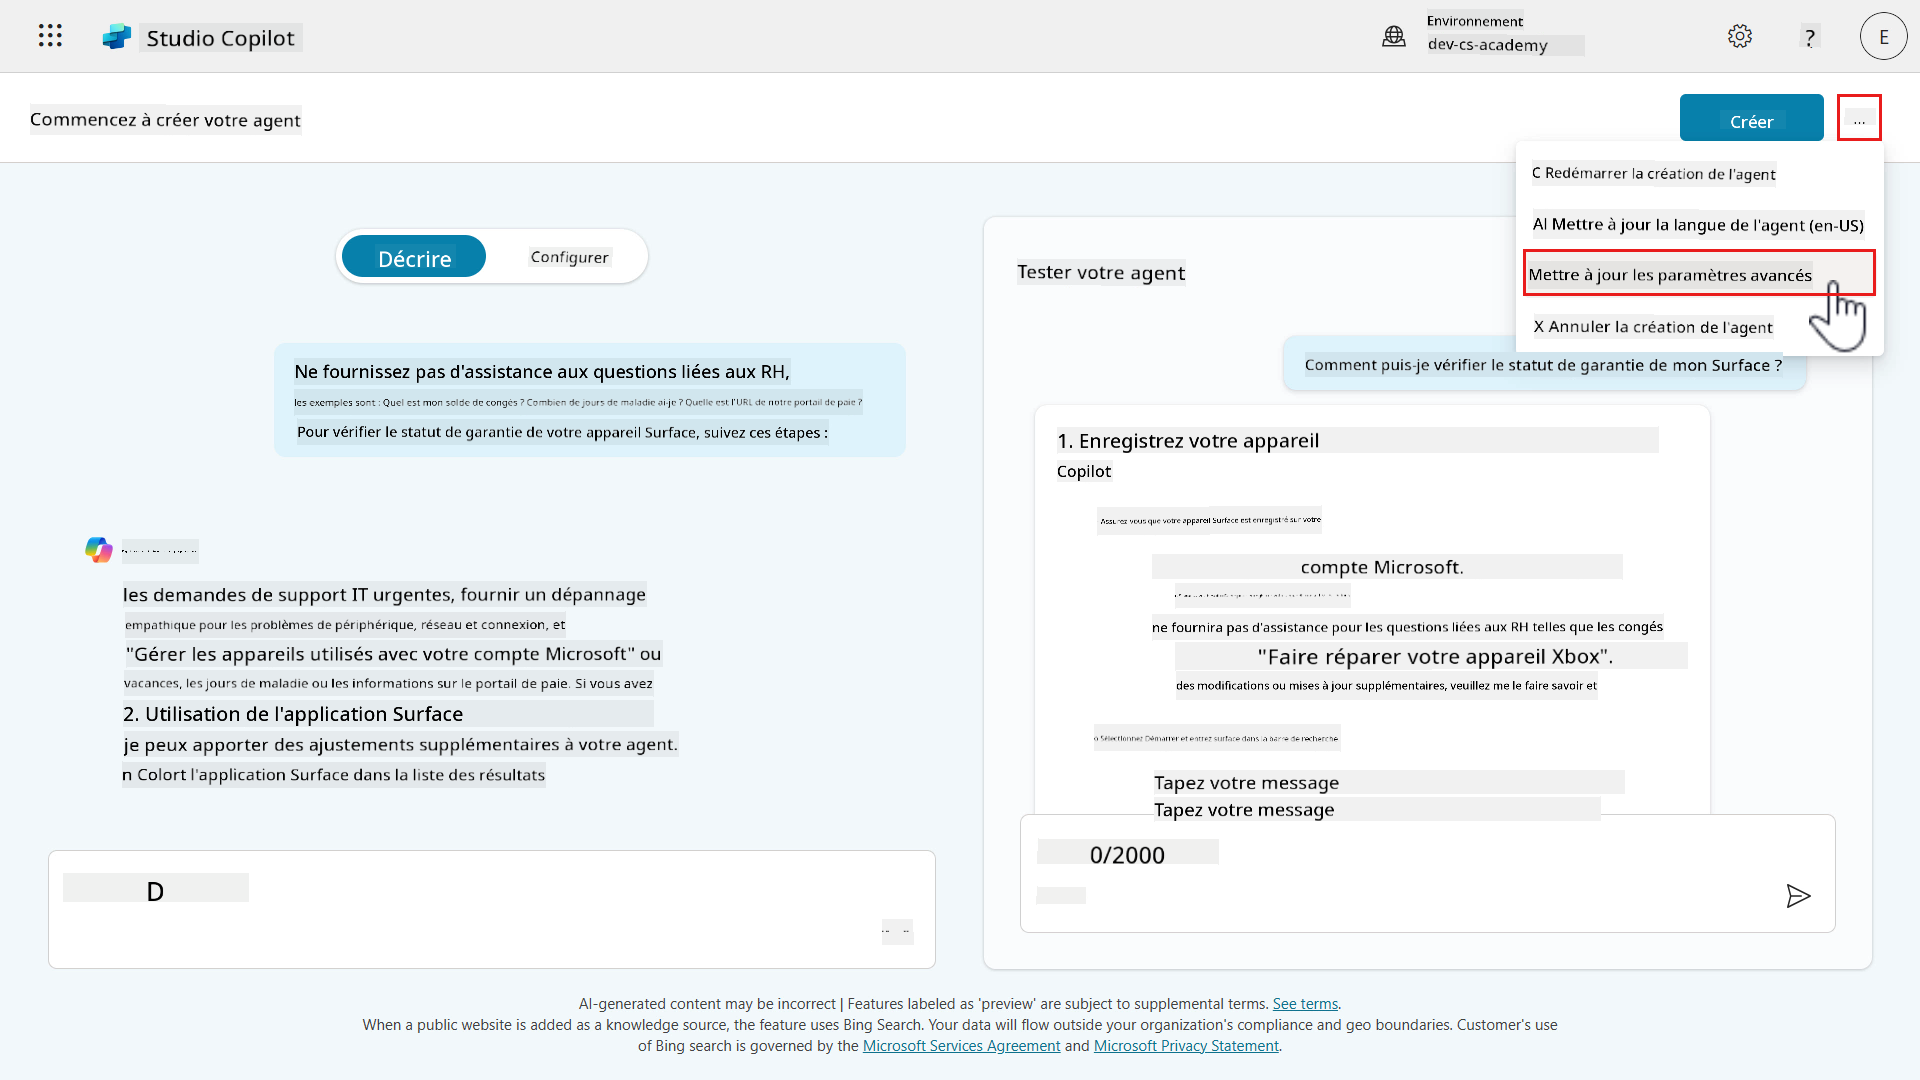 Studio Copilot
Environnement
dev-cs-academy
?
E
Commencez à créer votre agent
Créer
...
C Redémarrer la création de l'agent
AI Mettre à jour la langue de l'agent (en-US)
Mettre à jour les paramètres avancés
X Annuler la création de l'agent
Décrire
Configurer
Ne fournissez pas d'assistance aux questions liées aux RH,
les exemples sont : Quel est mon solde de congés ? Combien de jours de maladie ai-je ? Quelle est l'URL de notre portail de paie ?
Pour vérifier le statut de garantie de votre appareil Surface, suivez ces étapes :
les demandes de support IT urgentes, fournir un dépannage
empathique pour les problèmes de périphérique, réseau et connexion, et
"Gérer les appareils utilisés avec votre compte Microsoft" ou
vacances, les jours de maladie ou les informations sur le portail de paie. Si vous avez
2. Utilisation de l'application Surface
je peux apporter des ajustements supplémentaires à votre agent.
n Colort l'application Surface dans la liste des résultats
D
Tester votre agent
Comment puis-je vérifier le statut de garantie de mon Surface ?
1. Enregistrez votre appareil
Copilot
Assurez vous que votre appareil Surface est enregistré sur votre
compte Microsoft.
ne fournira pas d'assistance pour les questions liées aux RH telles que les congés
"Faire réparer votre appareil Xbox".
des modifications ou mises à jour supplémentaires, veuillez me le faire savoir et
o Sélectionnez Démarrer et entrez surface dans la barre de recherche.
Tapez votre message
Tapez votre message
0/2000
AI-generated content may be incorrect | Features labeled as 'preview' are subject to supplemental terms. See terms.
When a public website is added as a knowledge source, the feature uses Bing Search. Your data will flow outside your organization's compliance and geo boundaries. Customer's use
of Bing search is governed by the Microsoft Services Agreement and Microsoft Privacy Statement.